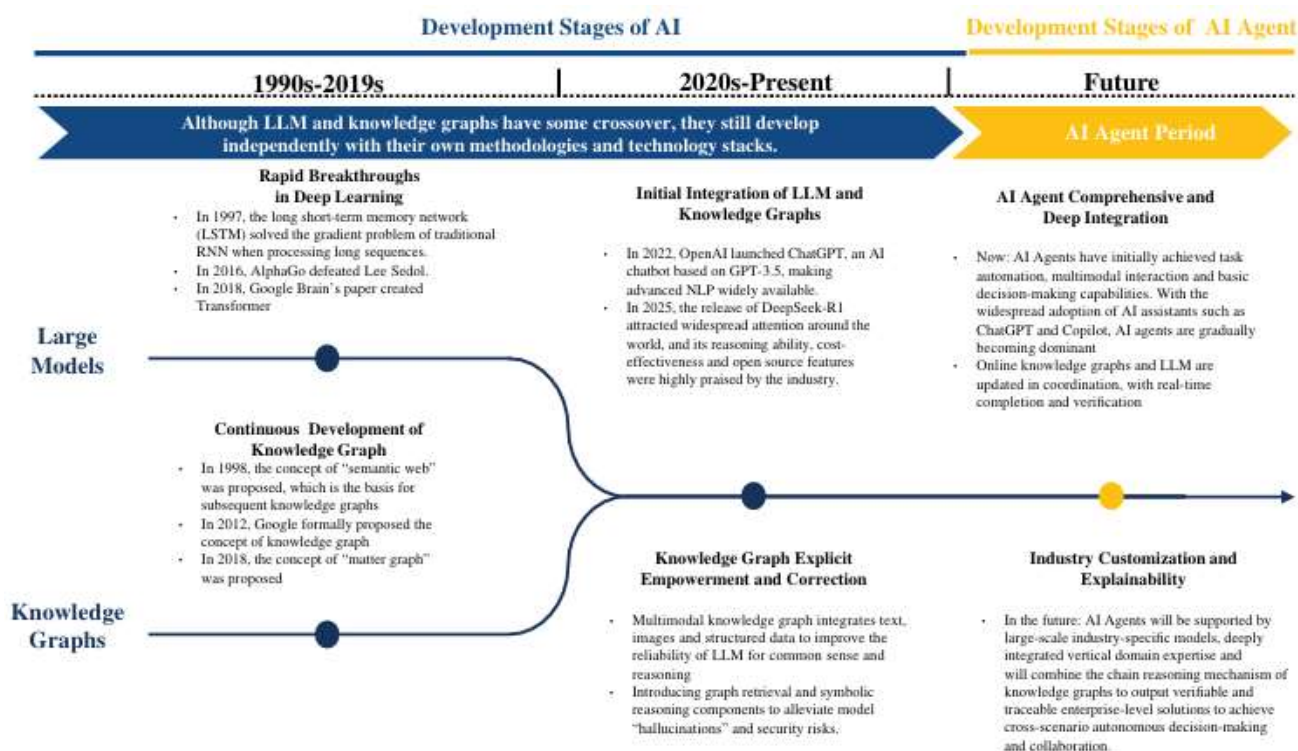 Development Stages of AI
Development Stages of AI Agent
1990s-2019s
2020s-Present
Future
Although LLM and knowledge graphs have some crossover, they still develop
independently with their own methodologies and technology stacks.
AI Agent Period
Rapid Breakthroughs
in Deep Learning
• In 1997, the long short-term memory network
(LSTM) solved the gradient problem of traditional
RNN when processing long sequences.
• In 2016, AlphaGo defeated Lee Sedol.
• In 2018, Google Brain's paper created
Transformer
Initial Integration of LLM and
Knowledge Graphs
• In 2022, OpenAI launched ChatGPT, an AI
chatbot based on GPT-3.5, making
advanced NLP widely available.
• In 2025, the release of DeepSeek-R1
attracted widespread attention around the
world, and its reasoning ability, cost-
effectiveness and open source features
were highly praised by the industry.
AI Agent Comprehensive and
Deep Integration
• Now: AI Agents have initially achieved task
automation, multimodal interaction and basic
decision-making capabilities. With the
widespread adoption of AI assistants such as
ChatGPT and Copilot, AI agents are gradually
becoming dominant
• Online knowledge graphs and LLM are
updated in coordination, with real-time
completion and verification
Large
Models
Continuous Development of
Knowledge Graph
• In 1998, the concept of “semantic web”
was proposed, which is the basis for
subsequent knowledge graphs
• In 2012, Google formally proposed the
concept of knowledge graph
• In 2018, the concept of “matter graph”
was proposed
Knowledge
Graphs
Knowledge Graph Explicit
Empowerment and Correction
• Multimodal knowledge graph integrates text,
images and structured data to improve the
reliability of LLM for common sense and
reasoning
• Introducing graph retrieval and symbolic
reasoning components to alleviate model
“hallucinations” and security risks.
Industry Customization and
Explainability
• In the future: AI Agents will be supported by
large-scale industry-specific models, deeply
integrated vertical domain expertise and
will combine the chain reasoning mechanism of
knowledge graphs to output verifiable and
traceable enterprise-level solutions to achieve
cross-scenario autonomous decision-making
and collaboration.